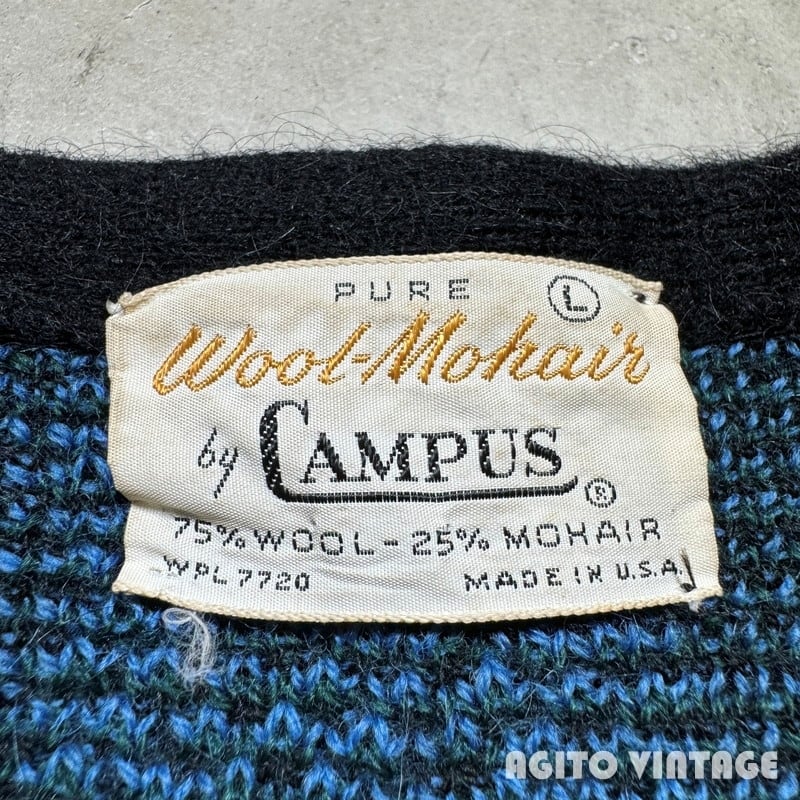 PURE L
Wool-Mohair
by CAMPUS ®
75% WOOL - 25% MOHAIR
WPL 7720 MADE IN U.S.A.
AGITO VINTAGE